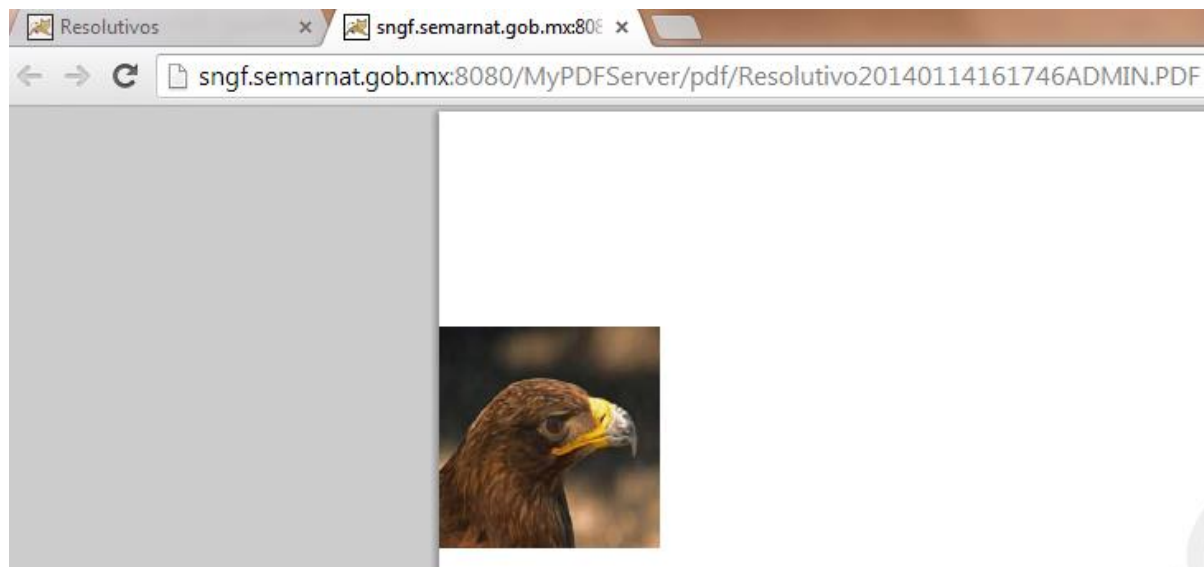 Resolutivos
sngf.semarnat.gob.mx:808
sngf.semarnat.gob.mx:8080/MyPDFServer/pdf/Resolutivo20140114161746ADMIN.PDF